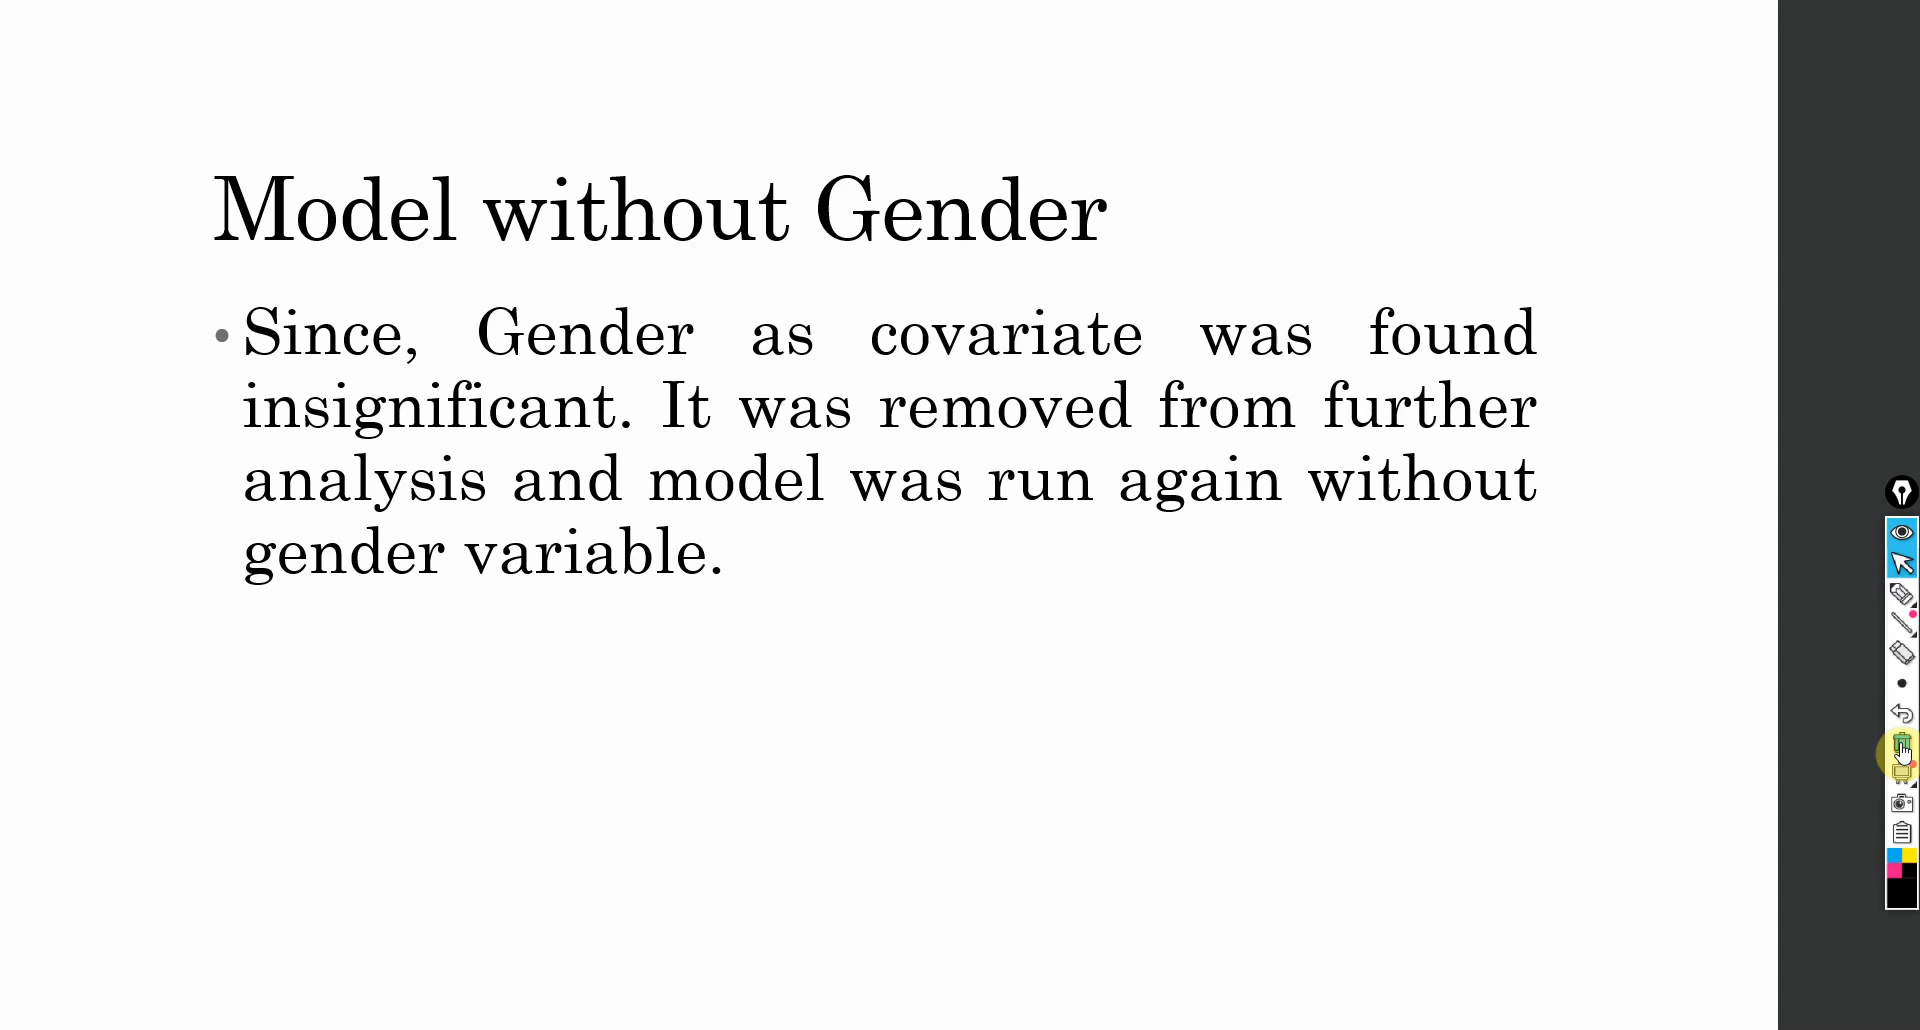 Model without Gender
• Since, Gender as covariate was found
insignificant. It was removed from further
analysis and model was run again without
gender variable.